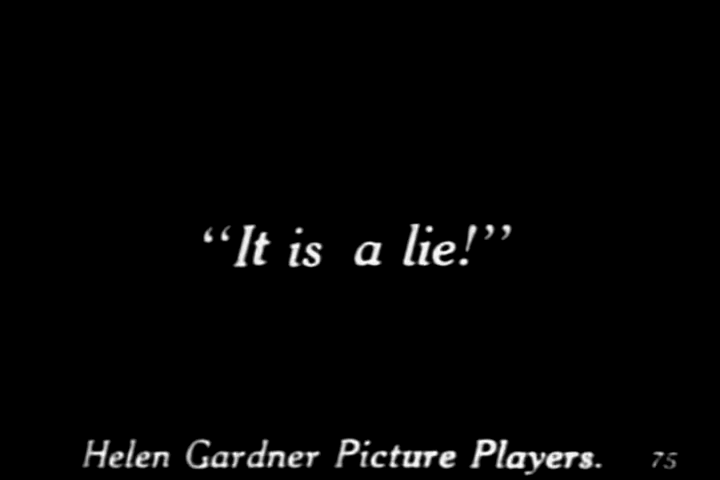 “It is a lie!”
Helen Gardner Picture Players. 75